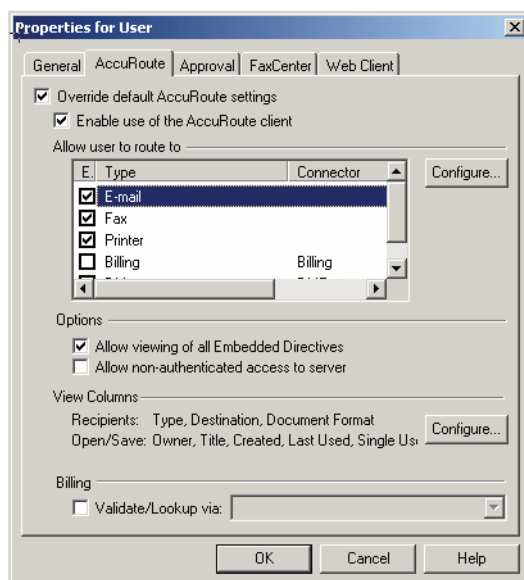 Properties for User
General AccuRoute Approval FaxCenter Web Client
Override default AccuRoute settings
Enable use of the AccuRoute client
Allow user to route to
E. Type Connector
Configure...
E-mail
Fax
Printer
Billing Billing
Options
Allow viewing of all Embedded Directives
Allow non-authenticated access to server
View Columns
Recipients: Type, Destination, Document Format
Open/Save: Owner, Title, Created, Last Used, Single
Configure...
Billing
Validate/Lookup via:
OK Cancel Help